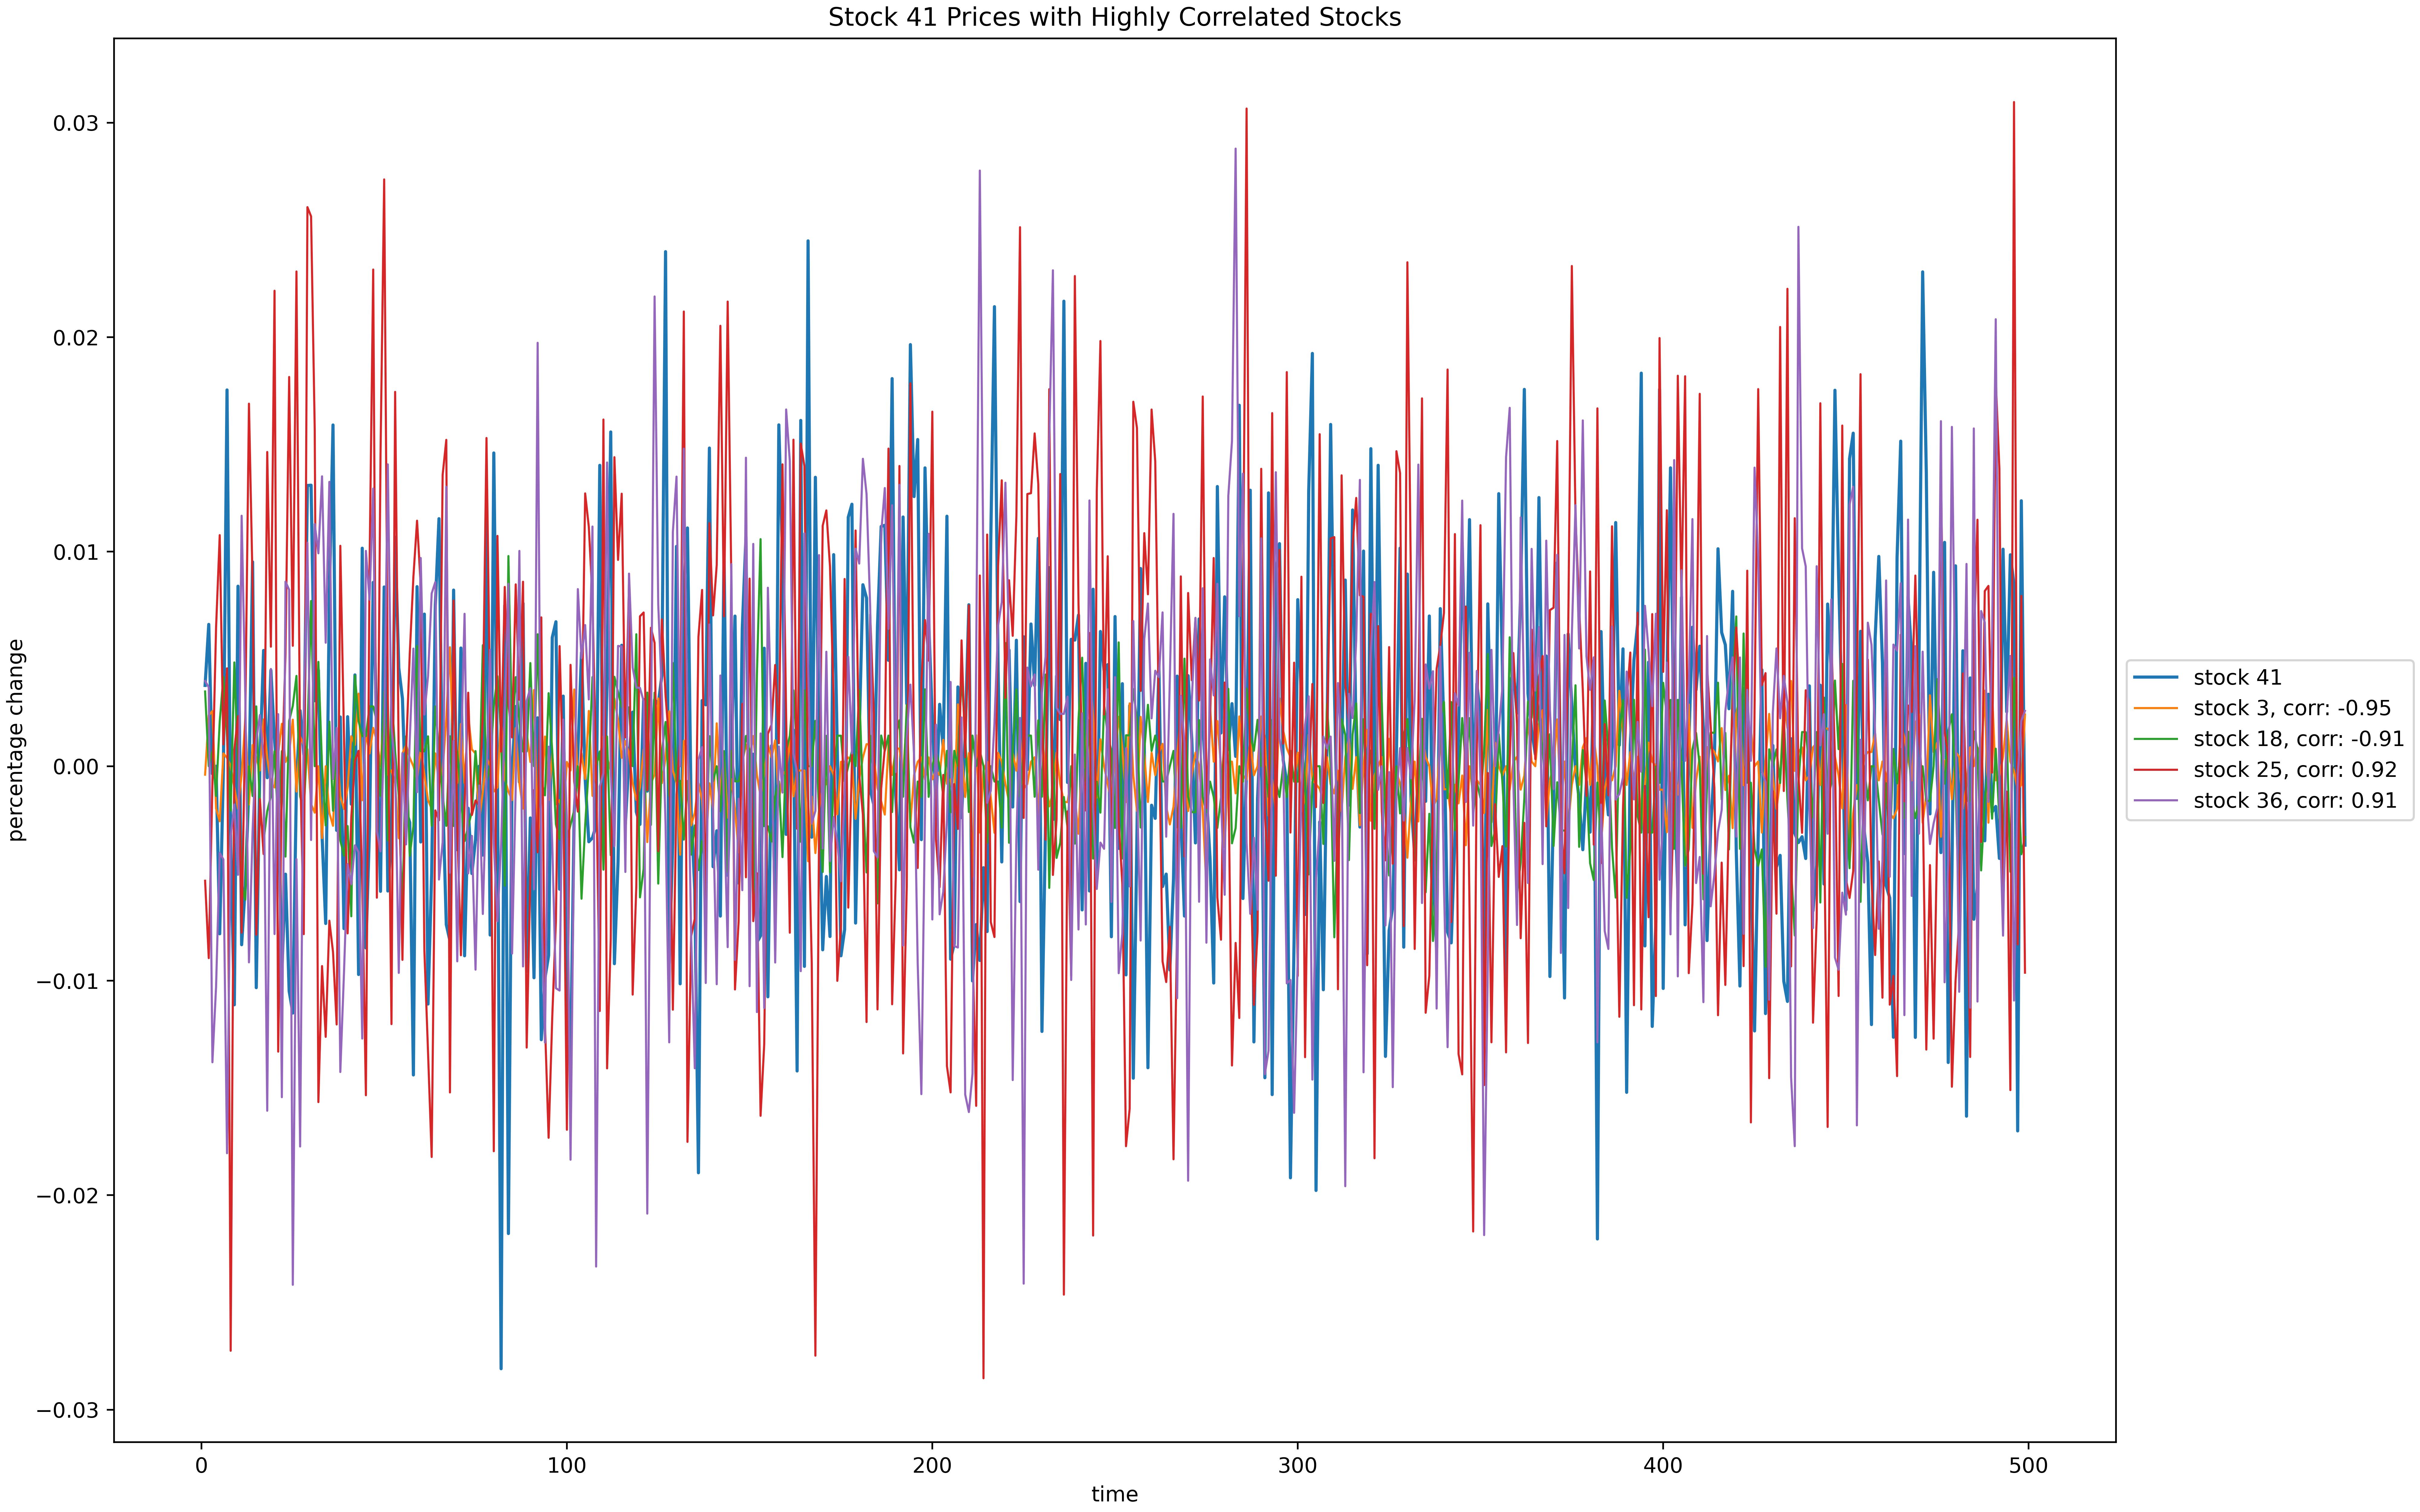 Stock 41 Prices with Highly Correlated Stocks
percentage change
0.03
0.02
0.01
0.00
−0.01
−0.02
−0.03
0
100
200
300
400
500
time
stock 41
stock 3, corr: -0.95
stock 18, corr: -0.91
stock 25, corr: 0.92
stock 36, corr: 0.91